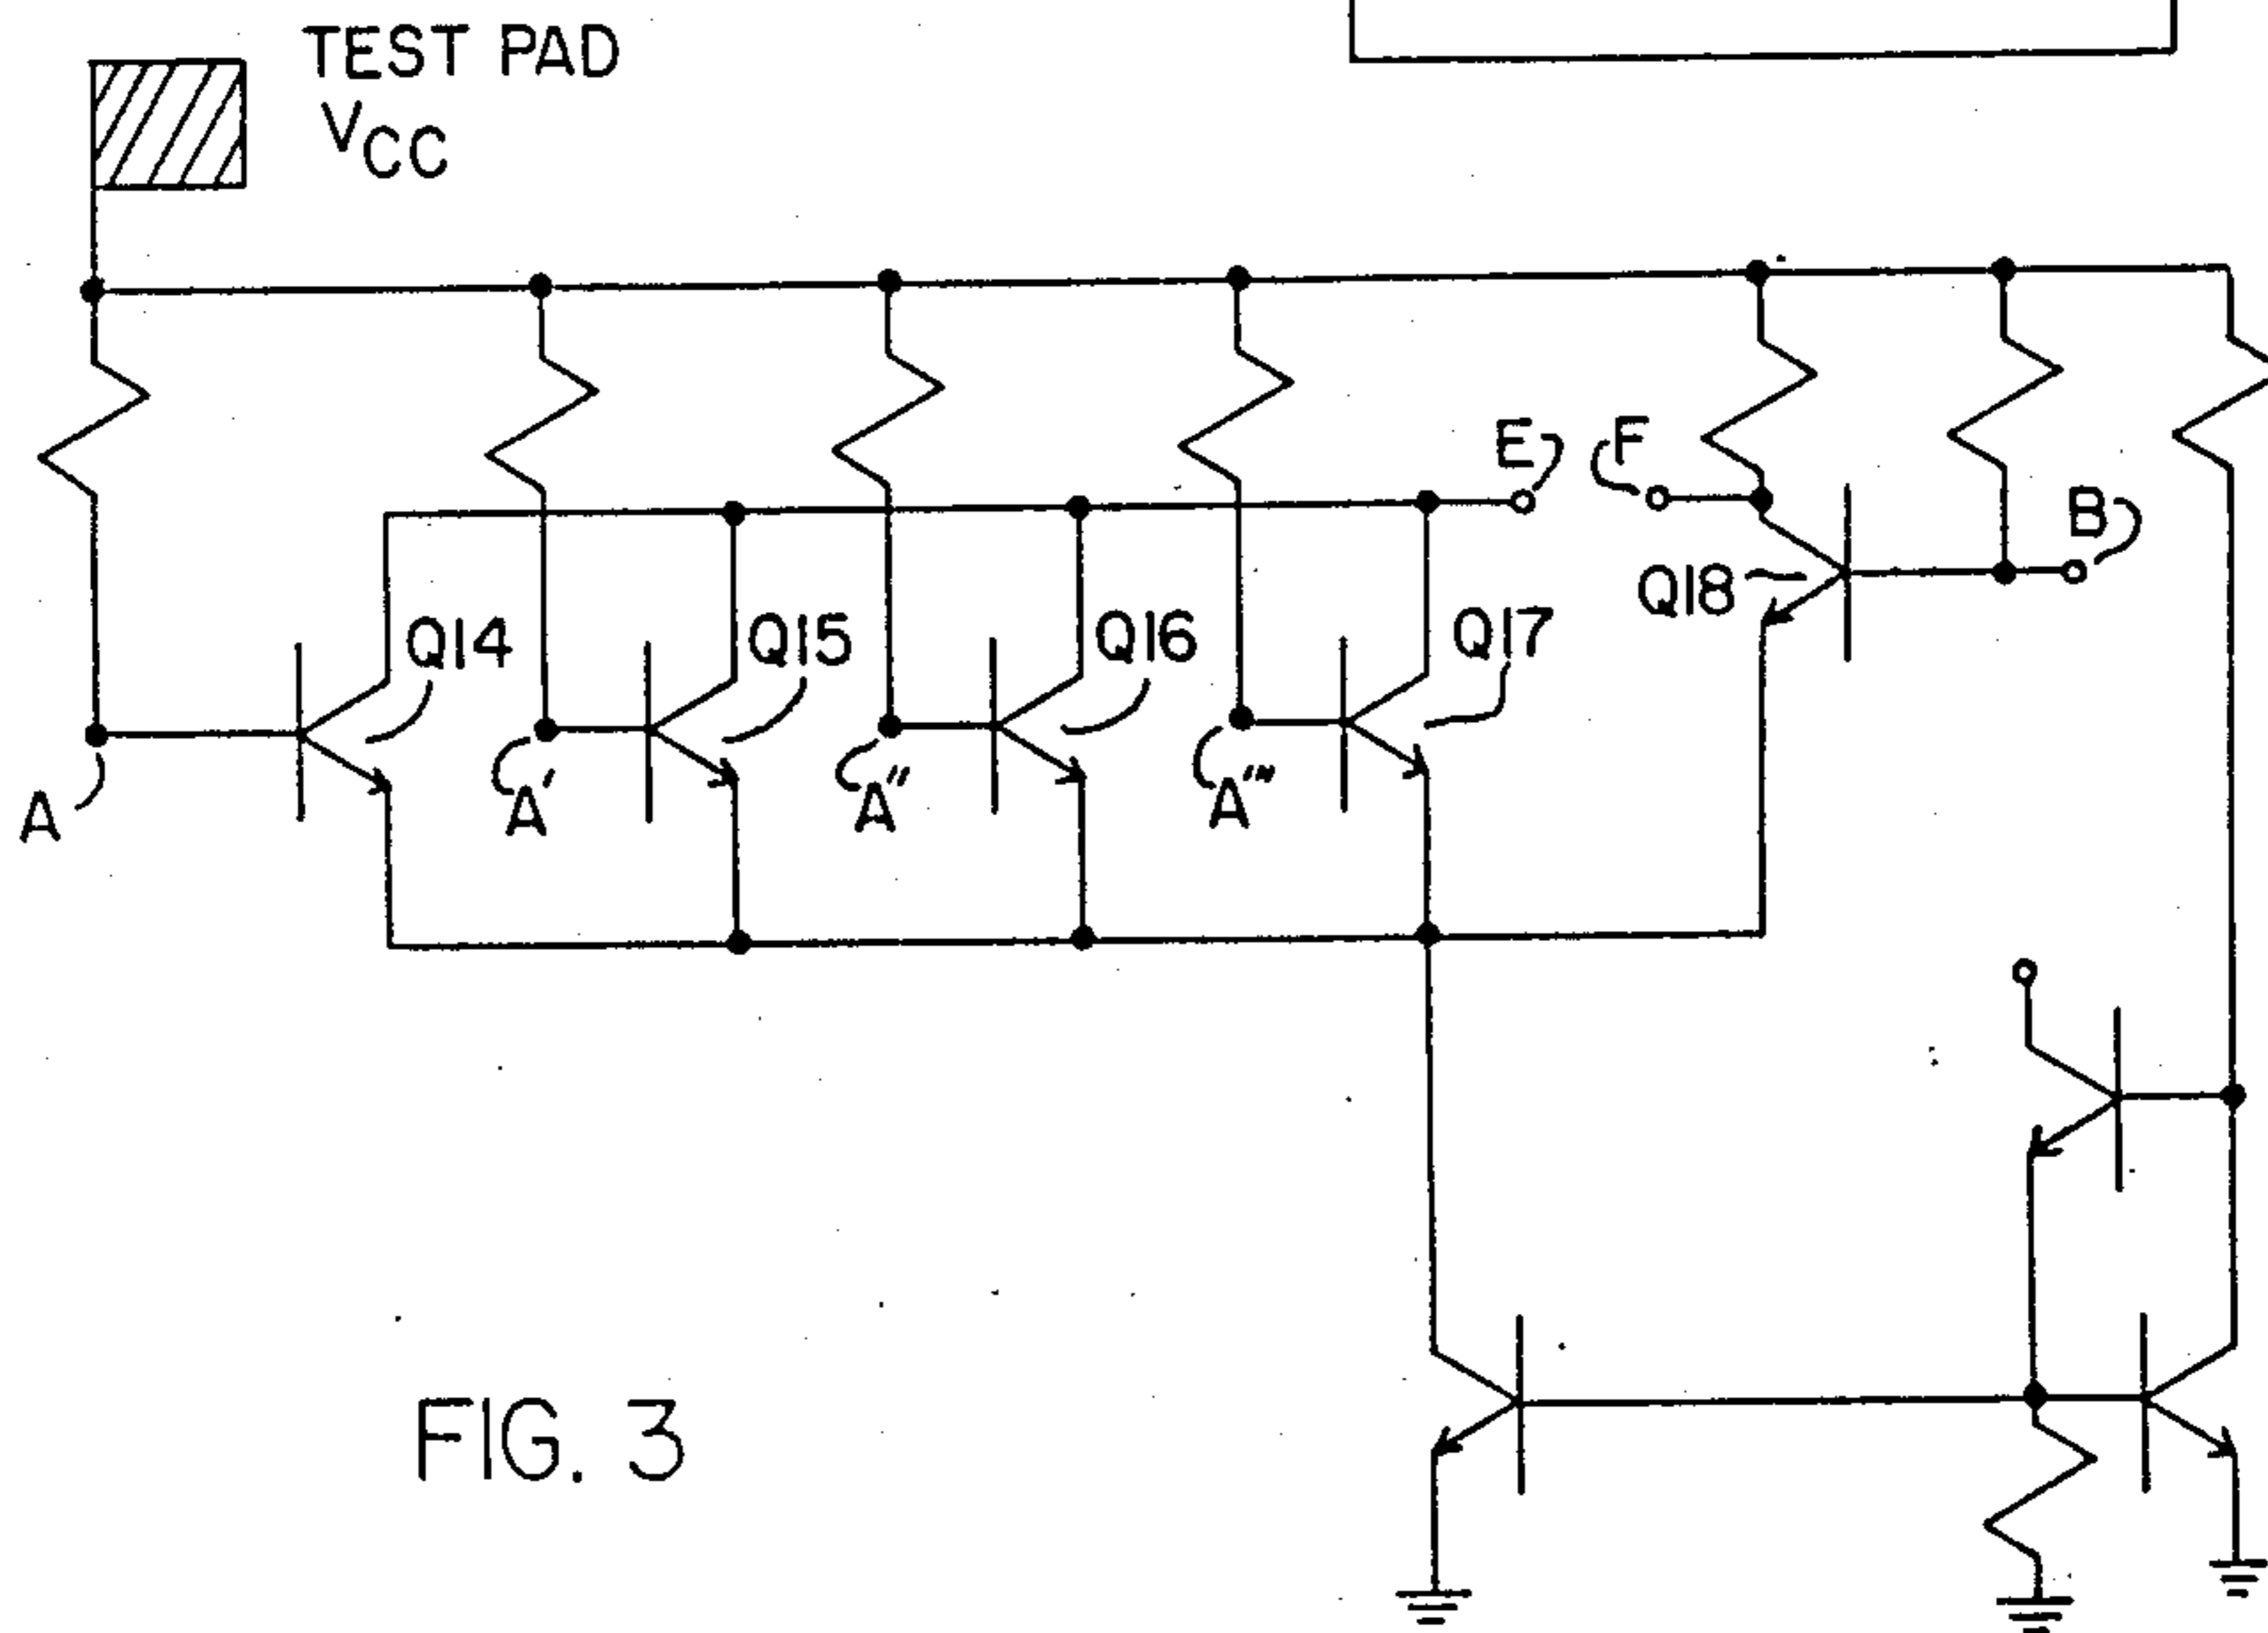 TEST PAD
VCC
E
F
B
Q14
Q15
Q16
Q17
Q18
A
A'
A"
A"'
FIG. 3